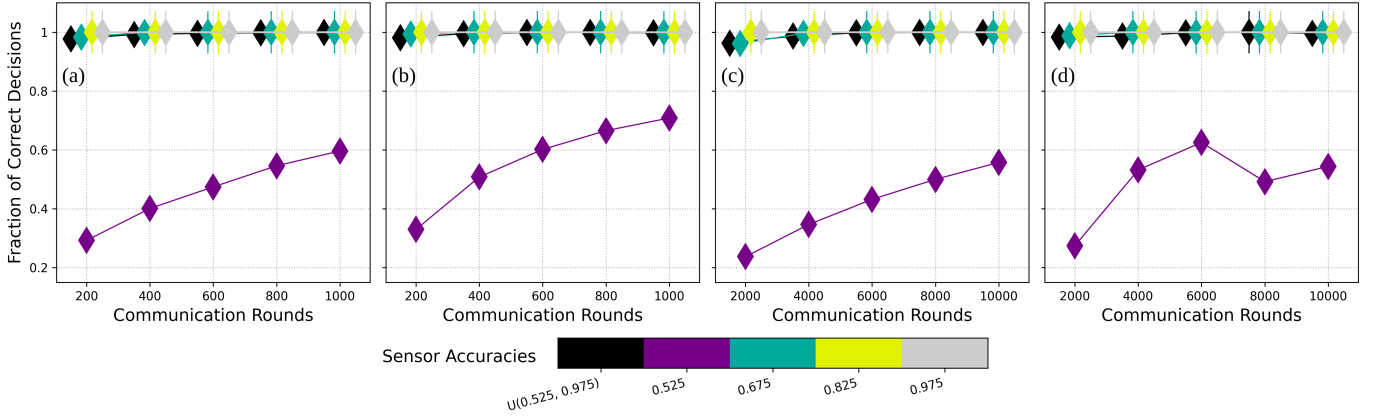 Fraction of Correct Decisions
1
0.8
0.6
0.4
0.2
(a)
(b)
(c)
(d)
200 400 600 800 1000
200 400 600 800 1000
2000 4000 6000 8000 10000
2000 4000 6000 8000 10000
Communication Rounds
Communication Rounds
Communication Rounds
Communication Rounds
Sensor Accuracies
U(0.525, 0.975)
0.525
0.675
0.825
0.975